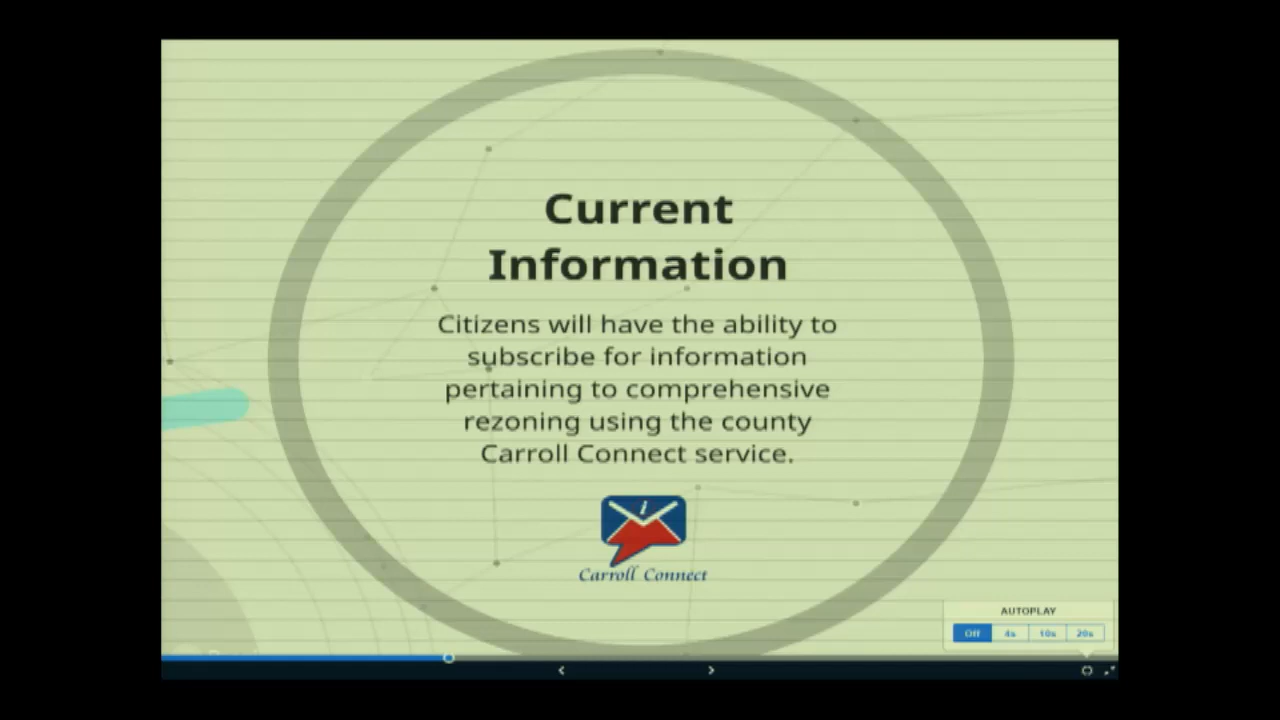 Current
Information
Citizens will have the ability to
subscribe for information
pertaining to comprehensive
rezoning using the county
Carroll Connect service.
i
Carroll Connect
AUTOPLAY
Off 4s 10s 20s